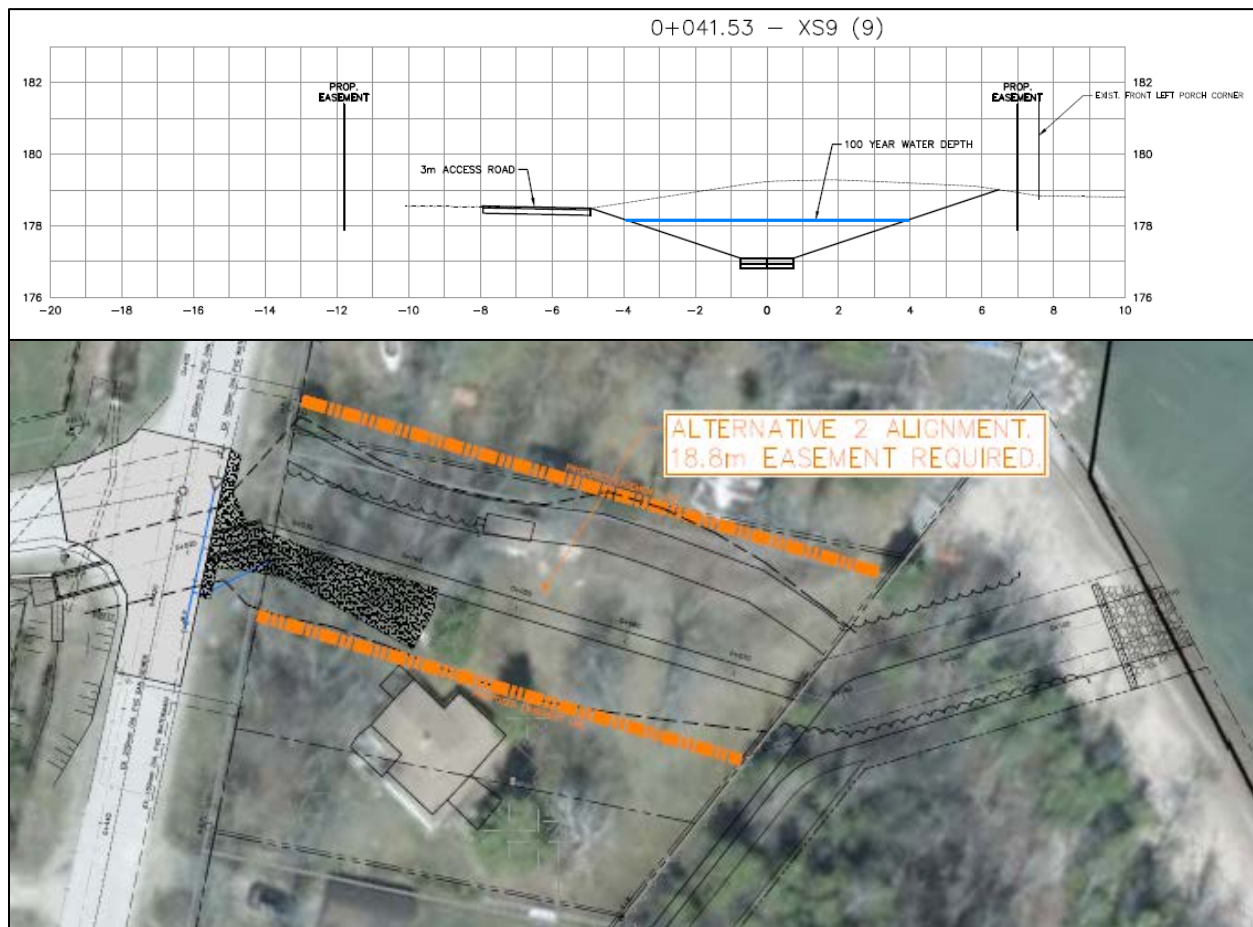 0+041.53 – XS9 (9)
182
182
PROP.
EASEMENT
PROP.
EASEMENT
EXIST. FRONT LEFT PORCH CORNER
180
180
100 YEAR WATER DEPTH
3m ACCESS ROAD
178
178
176
176
-20
-18
-16
-14
-12
-10
-8
-6
-4
-2
0
2
4
6
8
10
ALTERNATIVE 2 ALIGNMENT.
18.8m EASEMENT REQUIRED.